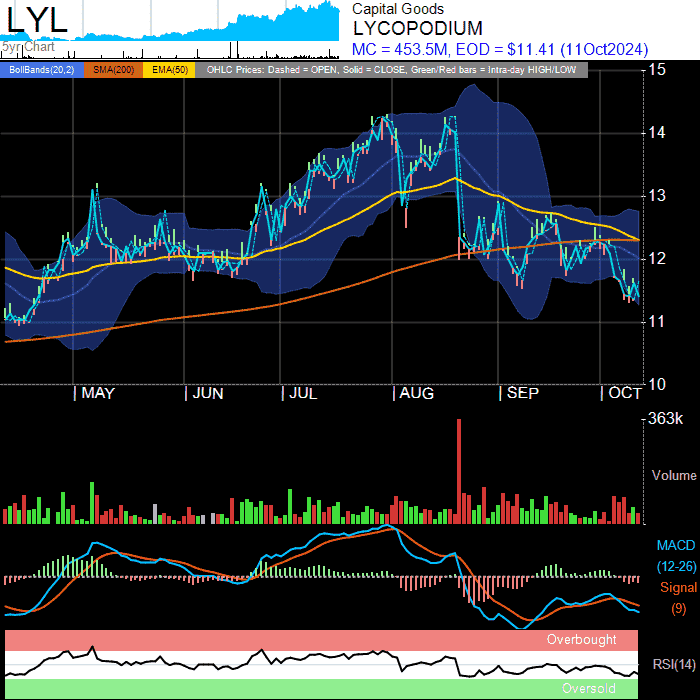 LYL
5yr Chart
Capital Goods
LYCOPODIUM
MC = 453.5M, EOD = $11.41 (11Oct2024)
BollBands(20,2) SMA(200) EMA(50) OHLC Prices: Dashed = OPEN, Solid = CLOSE, Green/Red bars = Intra-day HIGH/LOW
15
14
13
12
11
10
MAY JUN JUL AUG SEP OCT
363k
Volume
MACD
(12-26)
Signal
(9)
Overbought
RSI(14)
Oversold